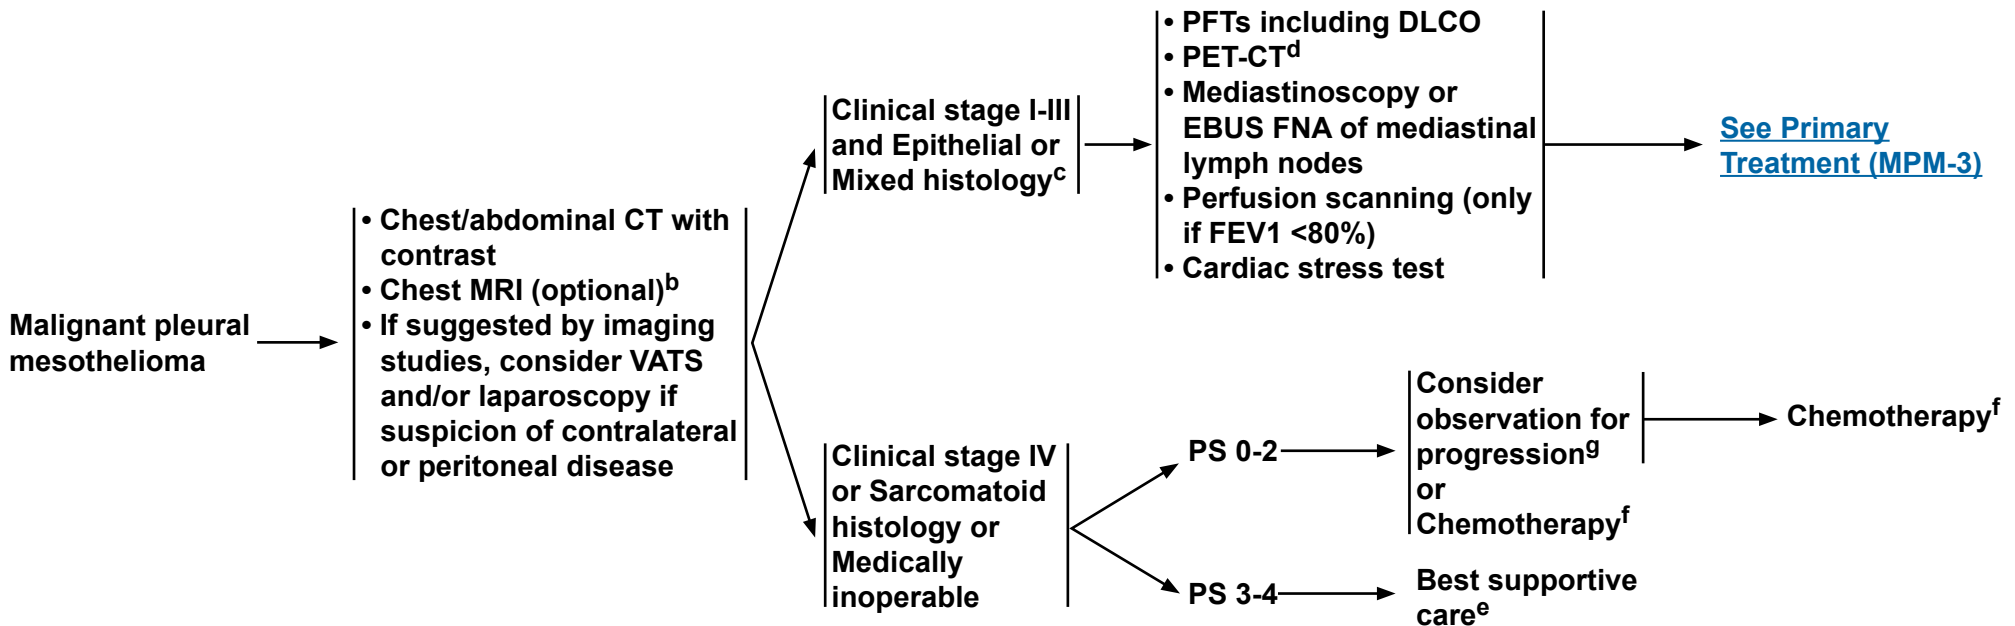 Malignant pleural
mesothelioma
• Chest/abdominal CT with
contrast
• Chest MRI (optional)b
• If suggested by imaging
studies, consider VATS
and/or laparoscopy if
suspicion of contralateral
or peritoneal disease
Clinical stage I-III
and Epithelial or
Mixed histologyc
• PFTs including DLCO
• PET-CTd
• Mediastinoscopy or
EBUS FNA of mediastinal
lymph nodes
• Perfusion scanning (only
if FEV1 <80%)
• Cardiac stress test
See Primary
Treatment (MPM-3)
Clinical stage IV
or Sarcomatoid
histology or
Medically
inoperable
PS 0-2
Consider
observation for
progressiong
or
Chemotherapyf
Chemotherapyf
PS 3-4
Best supportive
caree